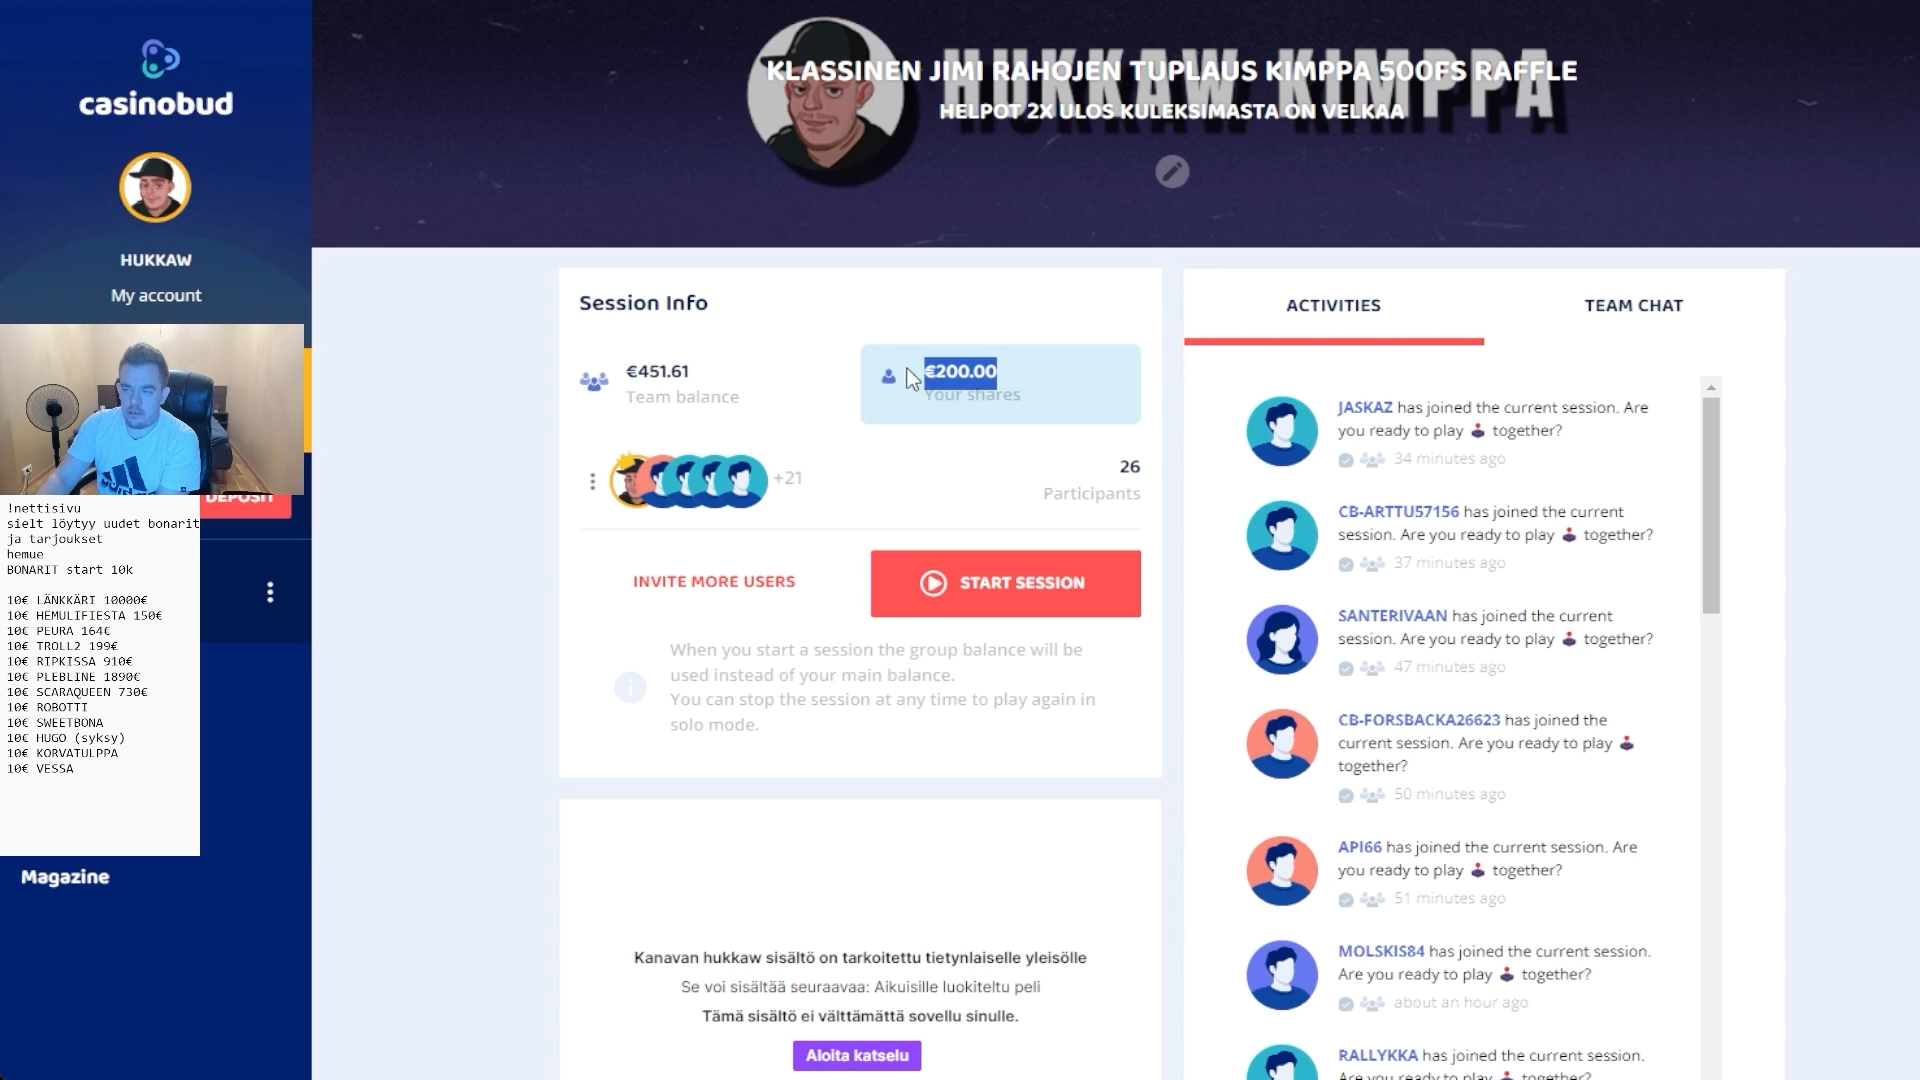 casinobud
HUKKAW
My account
DEPOSIT
!nettisivu
sielt löytyy uudet bonarit
ja tarjoukset
hemue
BONARIT start 10k
10€ LÄNKKÄRI 10000€
10€ HEMULIFIESTA 150€
10€ PEURA 164€
10€ TROLL2 199€
10€ RIPKISSA 910€
10€ PLEBLINE 1890€
10€ SCARAQUEEN 730€
10€ ROBOTTI
10€ SWEETBONA
10€ HUGO (syksy)
10€ KORVATULPPA
10€ VESSA
Magazine
HUKKAW KIMPPA
KLASSINEN JIMI RAHOJEN TUPLAUS KIMPPA 500FS RAFFLE
HELPOT 2X ULOS KULEKSIMASTA ON VELKAA
Session Info
€451.61
Team balance
€200.00
Your shares
+21
26
Participants
INVITE MORE USERS
START SESSION
When you start a session the group balance will be
used instead of your main balance.
You can stop the session at any time to play again in
solo mode.
Kanavan hukkaw sisältö on tarkoitettu tietynlaiselle yleisölle
Se voi sisältää seuraavaa: Aikuisille luokiteltu peli
Tämä sisältö ei välttämättä sovellu sinulle.
Aloita katselu
ACTIVITIES
TEAM CHAT
JASKAZ has joined the current session. Are
you ready to play together?
34 minutes ago
CB-ARTTU57156 has joined the current
session. Are you ready to play together?
37 minutes ago
SANTERIVAAN has joined the current
session. Are you ready to play together?
47 minutes ago
CB-FORSBACKA26623 has joined the
current session. Are you ready to play
together?
50 minutes ago
API66 has joined the current session. Are
you ready to play together?
51 minutes ago
MOLSKIS84 has joined the current session.
Are you ready to play together?
about an hour ago
RALLYKKA has joined the current session.
Are you ready to play together?